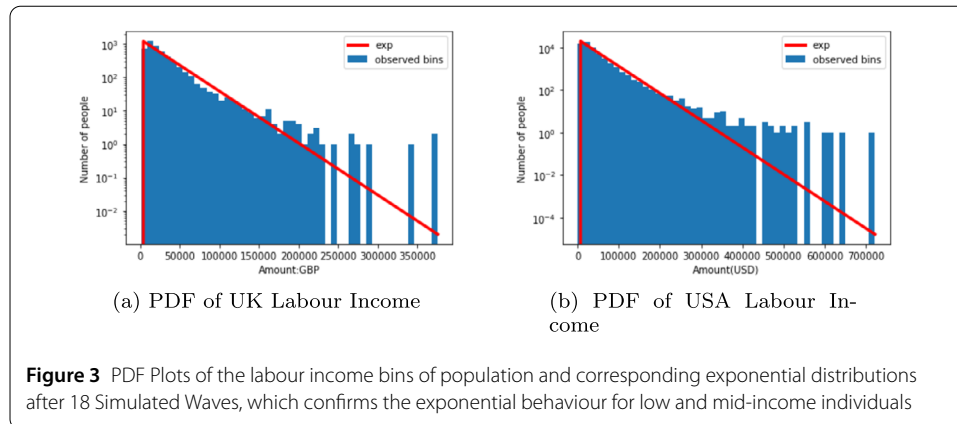 exp
observed bins
10³
10²
10¹
10⁰
10⁻¹
10⁻²
Number of people
0 50000 100000 150000 200000 250000 300000 350000
Amount:GBP
(a) PDF of UK Labour Income
exp
observed bins
10⁴
10²
10⁰
10⁻²
10⁻⁴
Number of people
0 100000 200000 300000 400000 500000 600000 700000
Amount(USD)
(b) PDF of USA Labour In-
come
Figure 3 PDF Plots of the labour income bins of population and corresponding exponential distributions
after 18 Simulated Waves, which confirms the exponential behaviour for low and mid-income individuals